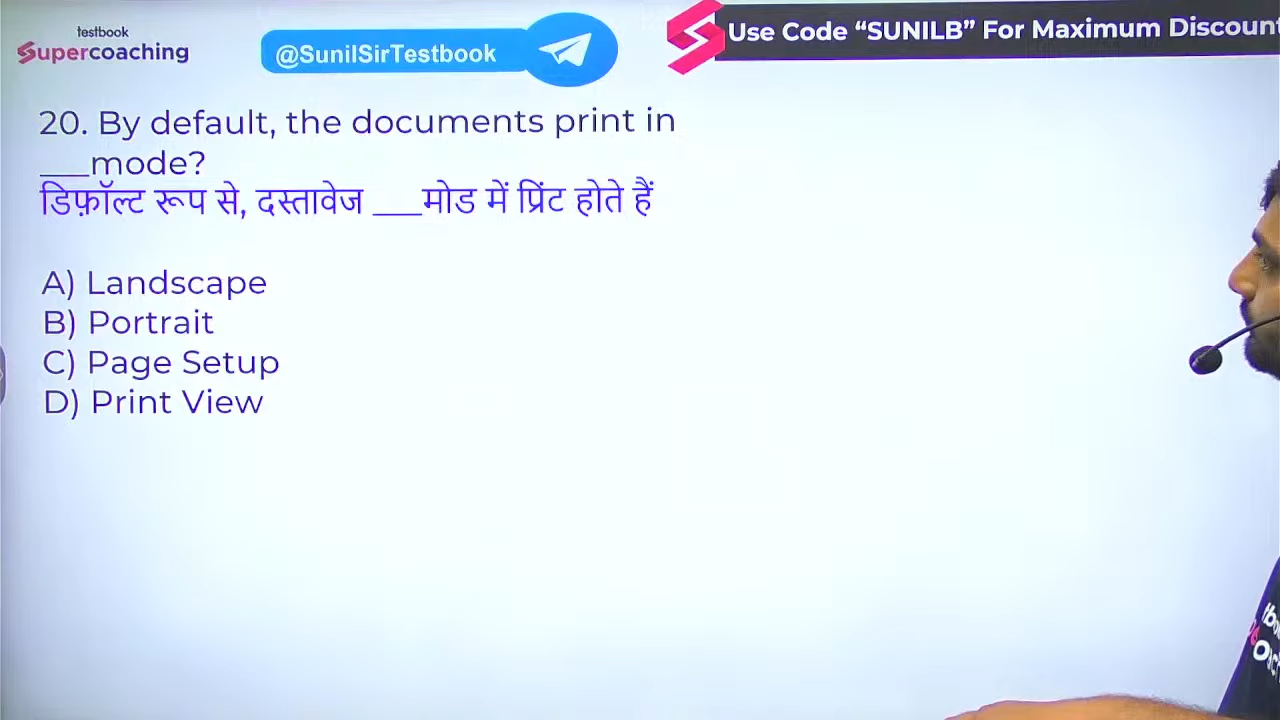 testbook
Supercoaching
@SunilSirTestbook
Use Code “SUNILB” For Maximum Discount
20. By default, the documents print in
___mode?
डिफ़ॉल्ट रूप से, दस्तावेज ___मोड में प्रिंट होते हैं
A) Landscape
B) Portrait
C) Page Setup
D) Print View